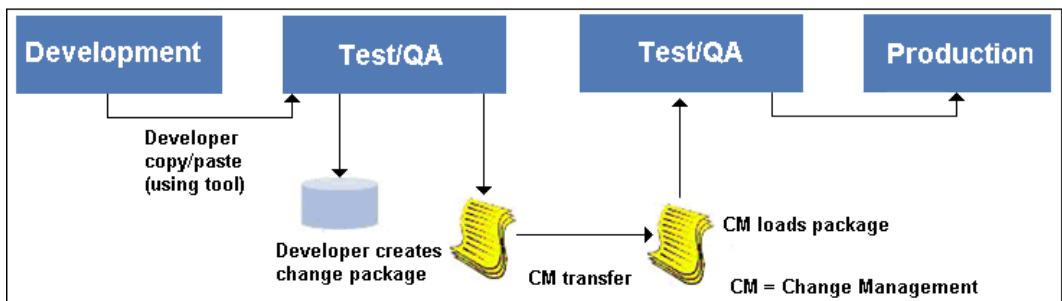 Development
Test/QA
Test/QA
Production
Developer
copy/paste
(using tool)
Developer creates
change package
CM transfer
CM loads package
CM = Change Management